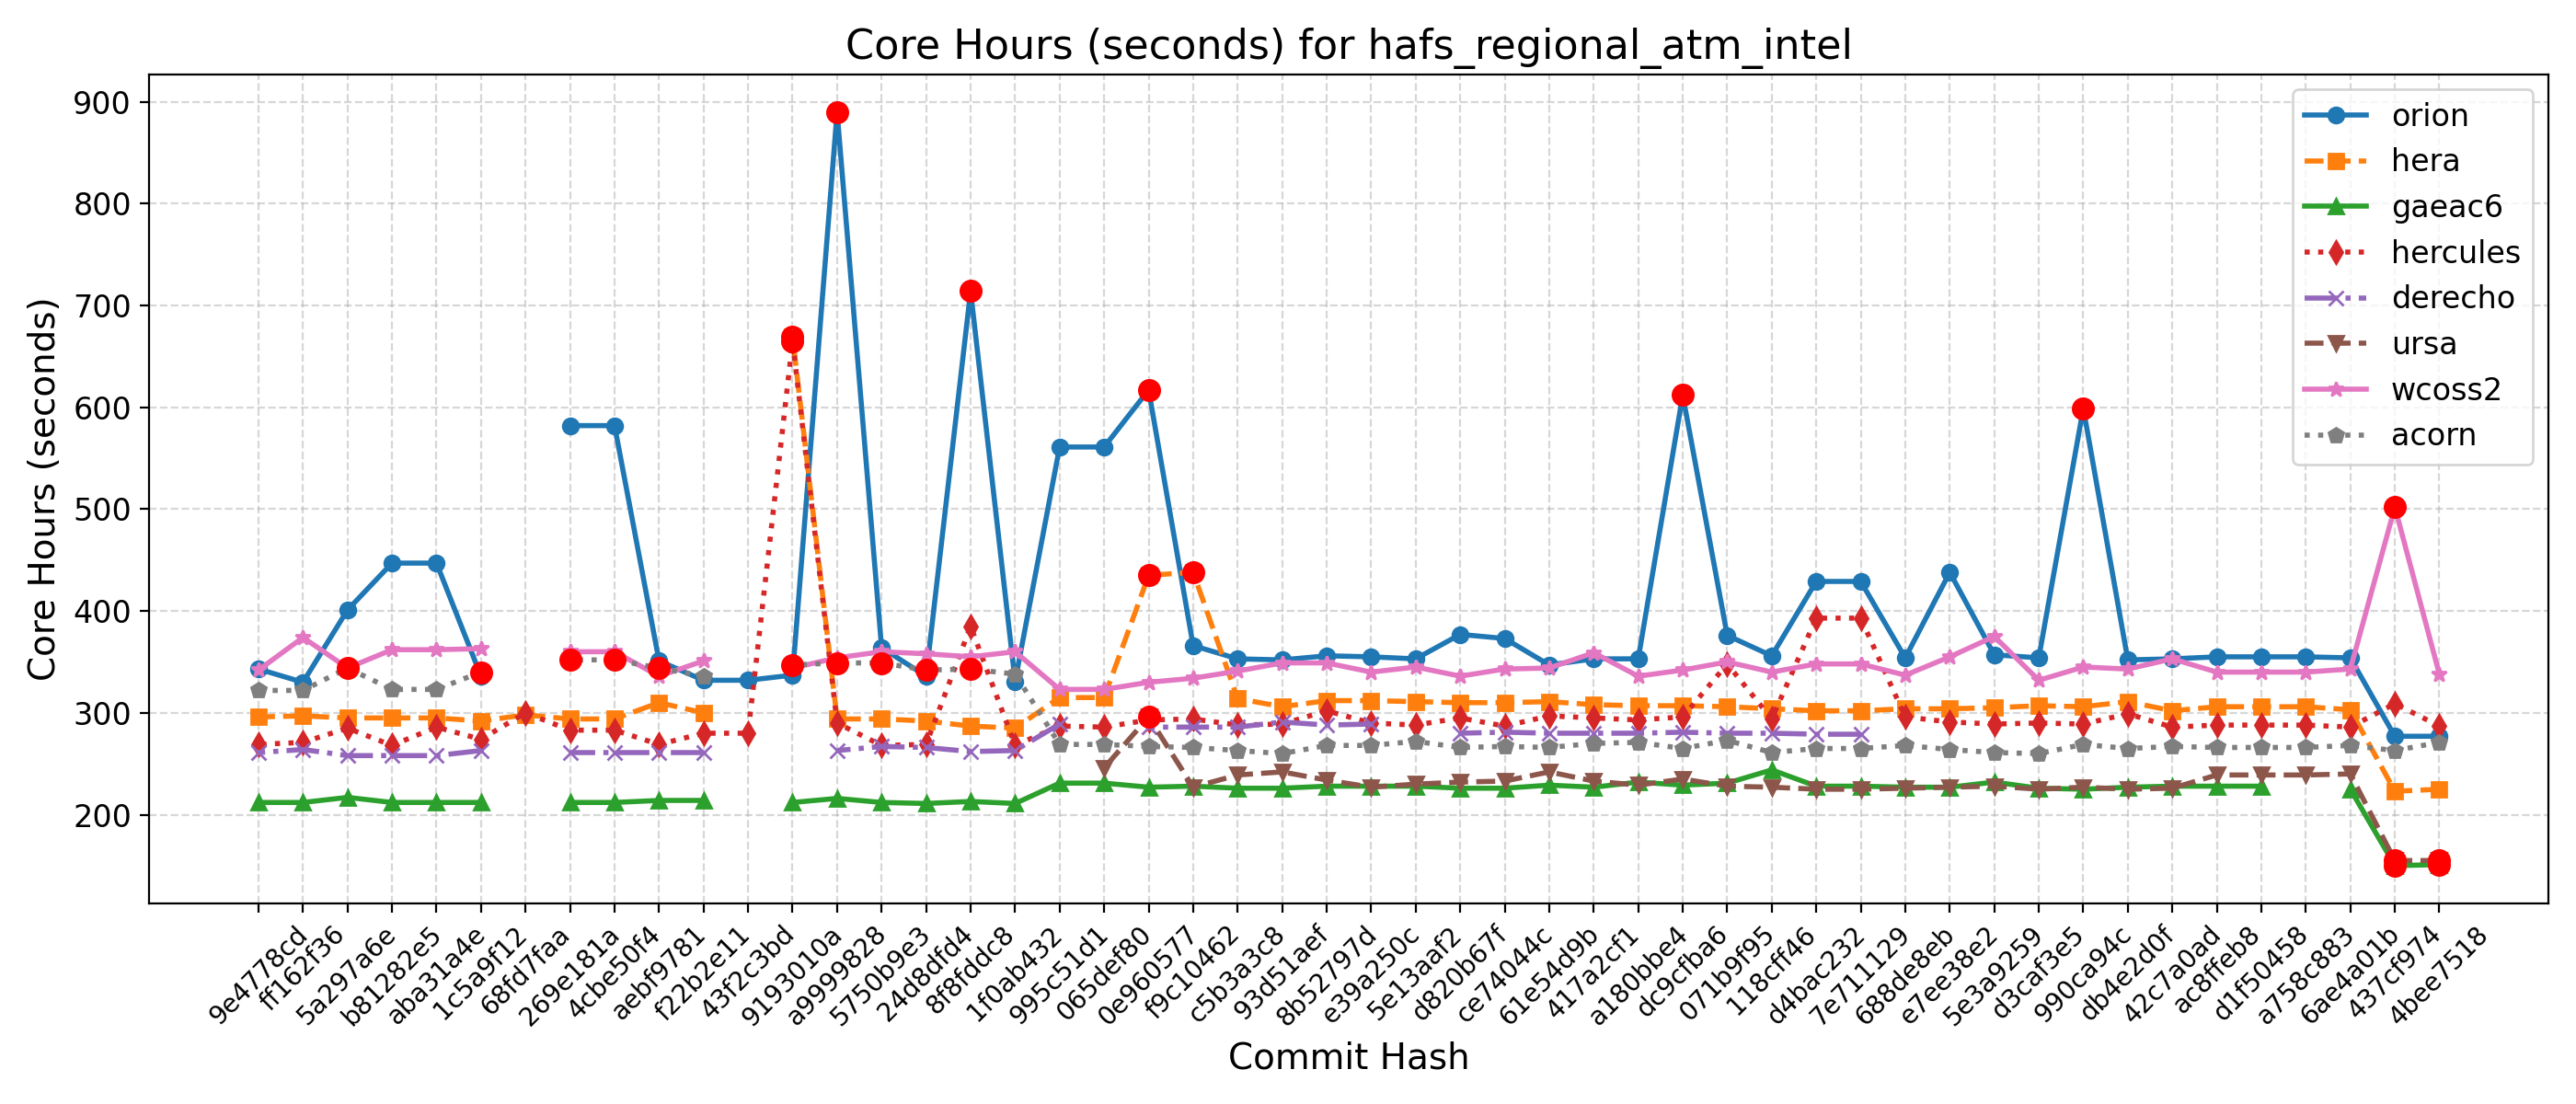 Core Hours (seconds) for hafs_regional_atm_intel
Core Hours (seconds)
900
800
700
600
500
400
300
200
orion
hera
gaeac6
hercules
derecho
ursa
wcoss2
acorn
9e4778cd
ff162f36
5a297a6e
b81282e5
aba31a4e
1c5a9f12
68fd7faa
269e181a
4cbe50f4
aebf9781
f22b2e11
43f2c3bd
9193010a
a9999828
5750b9e3
24d8dfd4
8f8fddc8
1f0ab432
995c51d1
065def80
0e960577
f9c10462
c5b3a3c8
93d51aef
8b52797d
e39a250c
5e13aaf2
d820b67f
ce74044c
61e54d9b
417a2cf1
a180bbe4
dc9cfba6
071b9f95
118cff46
d4bac232
7e711129
688de8eb
e7ee38e2
5e3a9259
d3caf3e5
990ca94c
db4e2d0f
42c7a0ad
ac8ffeb8
d1f50458
a758c883
6ae4a01b
437cf974
4bee7518
Commit Hash